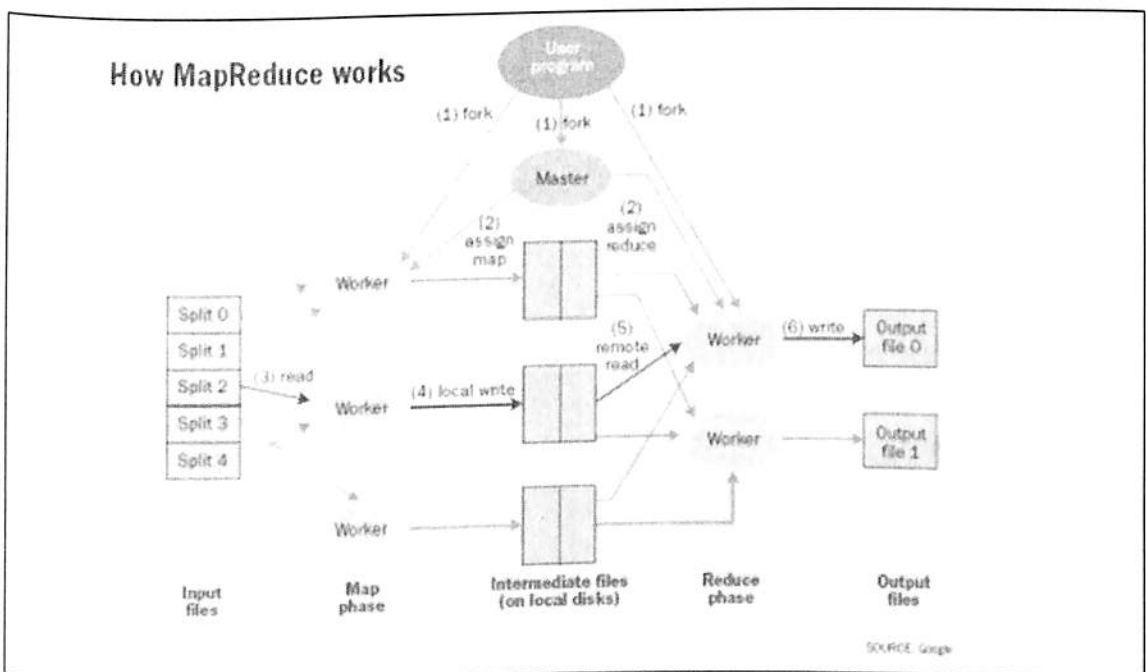 How MapReduce works
User
program
(1) fork
(1) fork
(1) fork
Master
(2)
assign
map
(2)
assign
reduce
Worker
Split 0
Split 1
Split 2
Split 3
Split 4
(3) read
Worker
(4) local write
(5)
remote
read
Worker
(6) write
Output
file 0
Worker
Output
file 1
Worker
Input
files
Map
phase
Intermediate files
(on local disks)
Reduce
phase
Output
files
SOURCE: Google